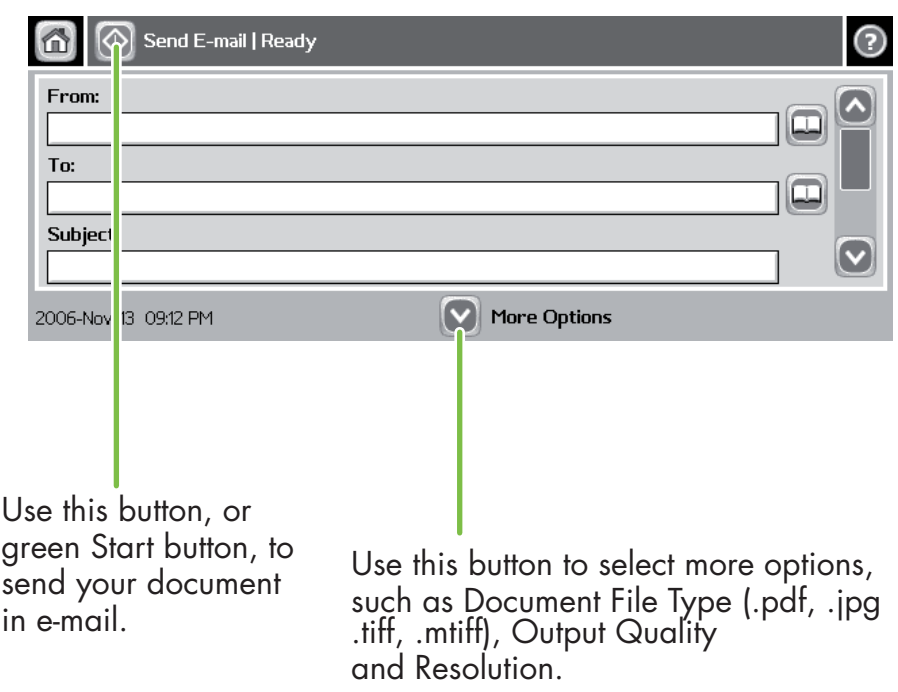 Send E-mail | Ready
From:
To:
Subject
2006-Nov 13 09:12 PM
More Options
Use this button, or
green Start button, to
send your document
in e-mail.
Use this button to select more options,
such as Document File Type (.pdf, .jpg
.tiff, .mtiff), Output Quality
and Resolution.